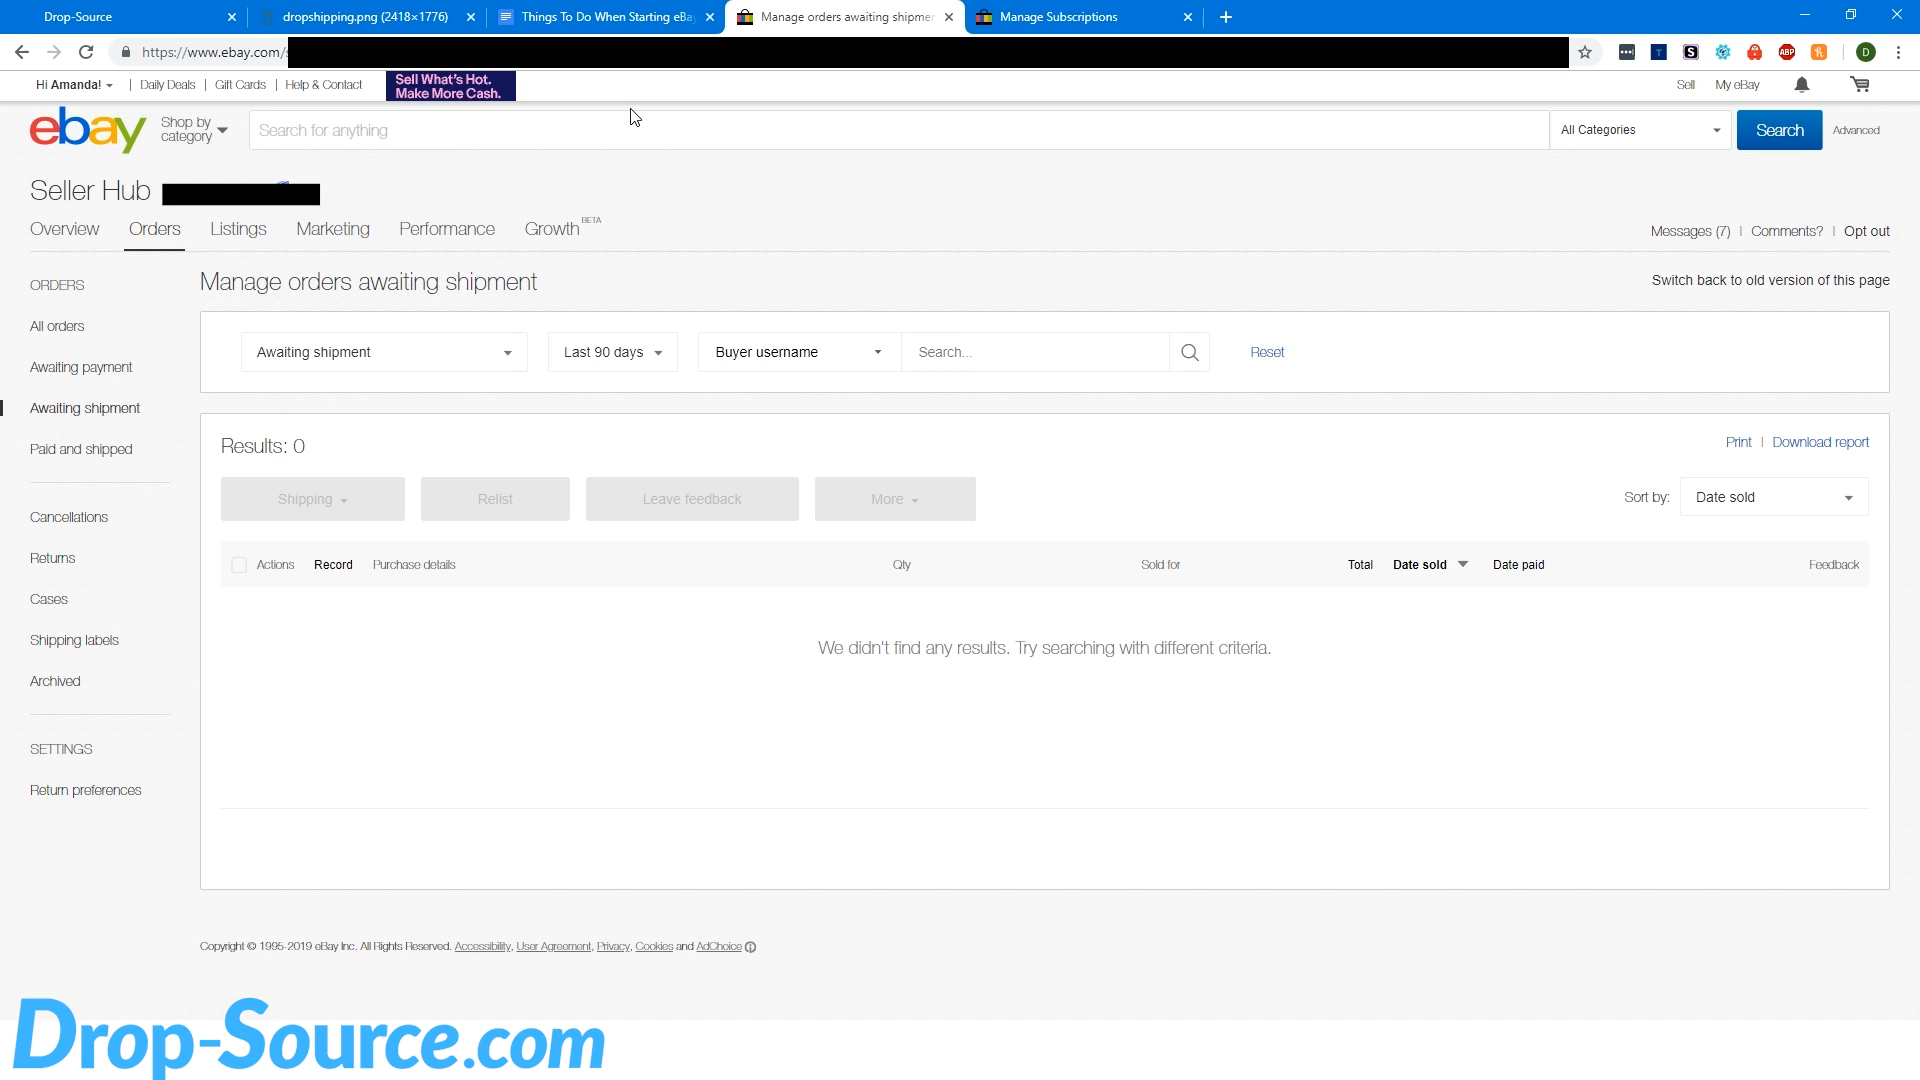 Drop-Source
dropshipping.png (2418×1776)
Things To Do When Starting eBa
Manage orders awaiting shipmer
Manage Subscriptions
https://www.ebay.com/
ABP
D
Hi Amanda! | Daily Deals | Gift Cards | Help & Contact
Sell What's Hot.
Make More Cash.
Sell My eBay
ebay
Shop by
category
Search for anything
All Categories
Search
Advanced
Seller Hub
Overview Orders Listings Marketing Performance Growth BETA
Messages (7) | Comments? | Opt out
ORDERS
All orders
Awaiting payment
Awaiting shipment
Paid and shipped
Cancellations
Returns
Cases
Shipping labels
Archived
SETTINGS
Return preferences
Manage orders awaiting shipment
Switch back to old version of this page
Awaiting shipment
Last 90 days
Buyer username
Search...
Reset
Results: 0
Print | Download report
Shipping Relist Leave feedback More
Sort by: Date sold
Actions Record Purchase details Qty Sold for Total Date sold Date paid Feedback
We didn't find any results. Try searching with different criteria.
Copyright © 1995-2019 eBay Inc. All Rights Reserved. Accessibility, User Agreement, Privacy, Cookies and AdChoice
Drop-Source.com